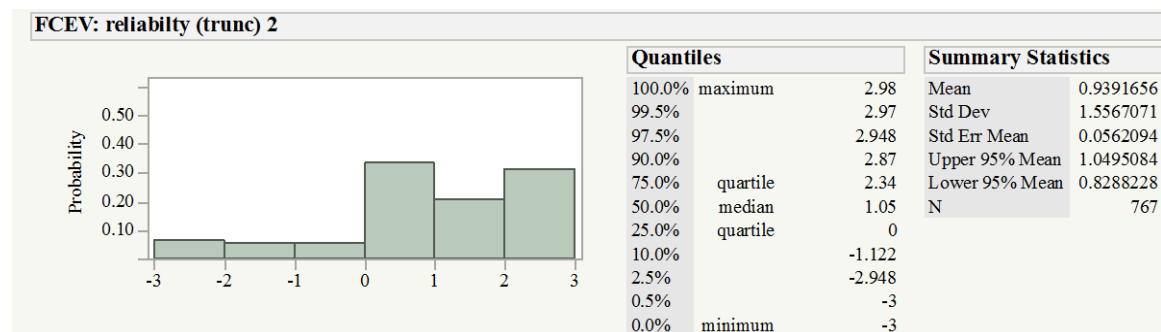 FCEV: reliabilty (trunc) 2
Probability
0.50
0.40
0.30
0.20
0.10
-3 -2 -1 0 1 2 3
Quantiles
100.0% maximum 2.98
99.5% 2.97
97.5% 2.948
90.0% 2.87
75.0% quartile 2.34
50.0% median 1.05
25.0% quartile 0
10.0% -1.122
2.5% -2.948
0.5% -3
0.0% minimum -3
Summary Statistics
Mean 0.9391656
Std Dev 1.5567071
Std Err Mean 0.0562094
Upper 95% Mean 1.0495084
Lower 95% Mean 0.8288228
N 767